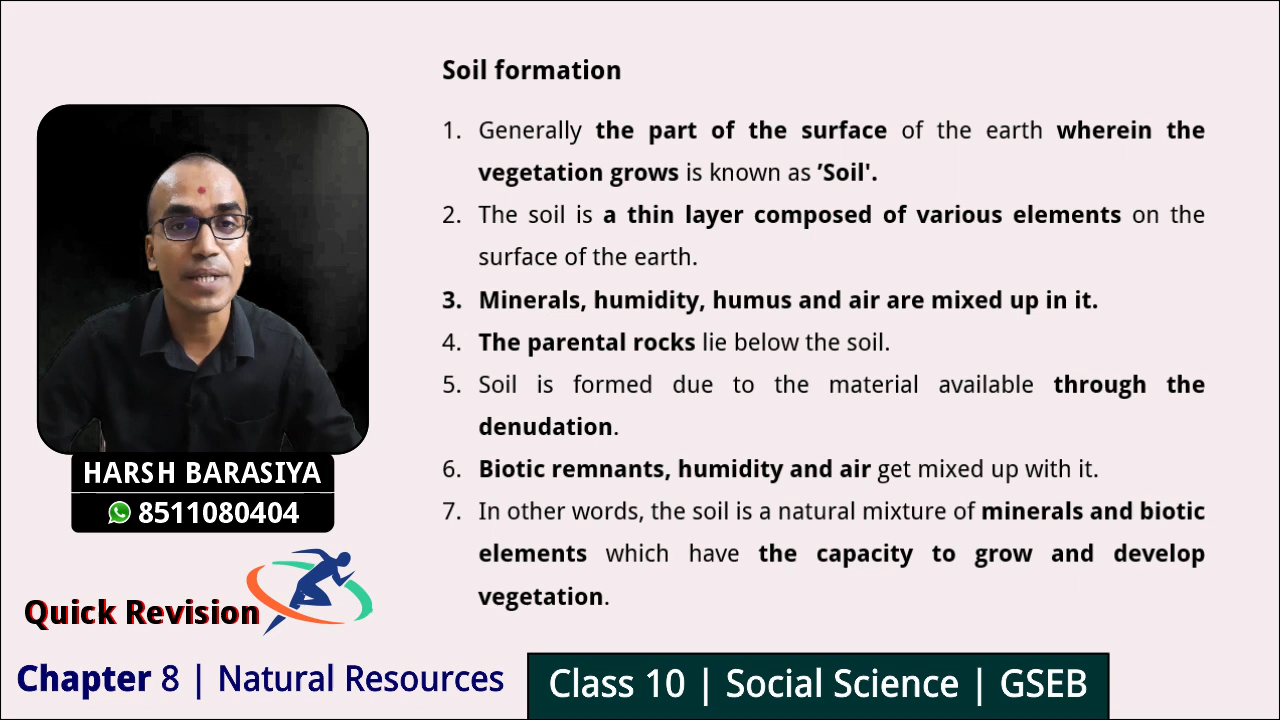 Soil formation
1. Generally the part of the surface of the earth wherein the
vegetation grows is known as ’Soil'.
2. The soil is a thin layer composed of various elements on the
surface of the earth.
3. Minerals, humidity, humus and air are mixed up in it.
4. The parental rocks lie below the soil.
5. Soil is formed due to the material available through the
denudation.
6. Biotic remnants, humidity and air get mixed up with it.
7. In other words, the soil is a natural mixture of minerals and biotic
elements which have the capacity to grow and develop
vegetation.
HARSH BARASIYA
8511080404
Quick Revision
Chapter 8 | Natural Resources
Class 10 | Social Science | GSEB